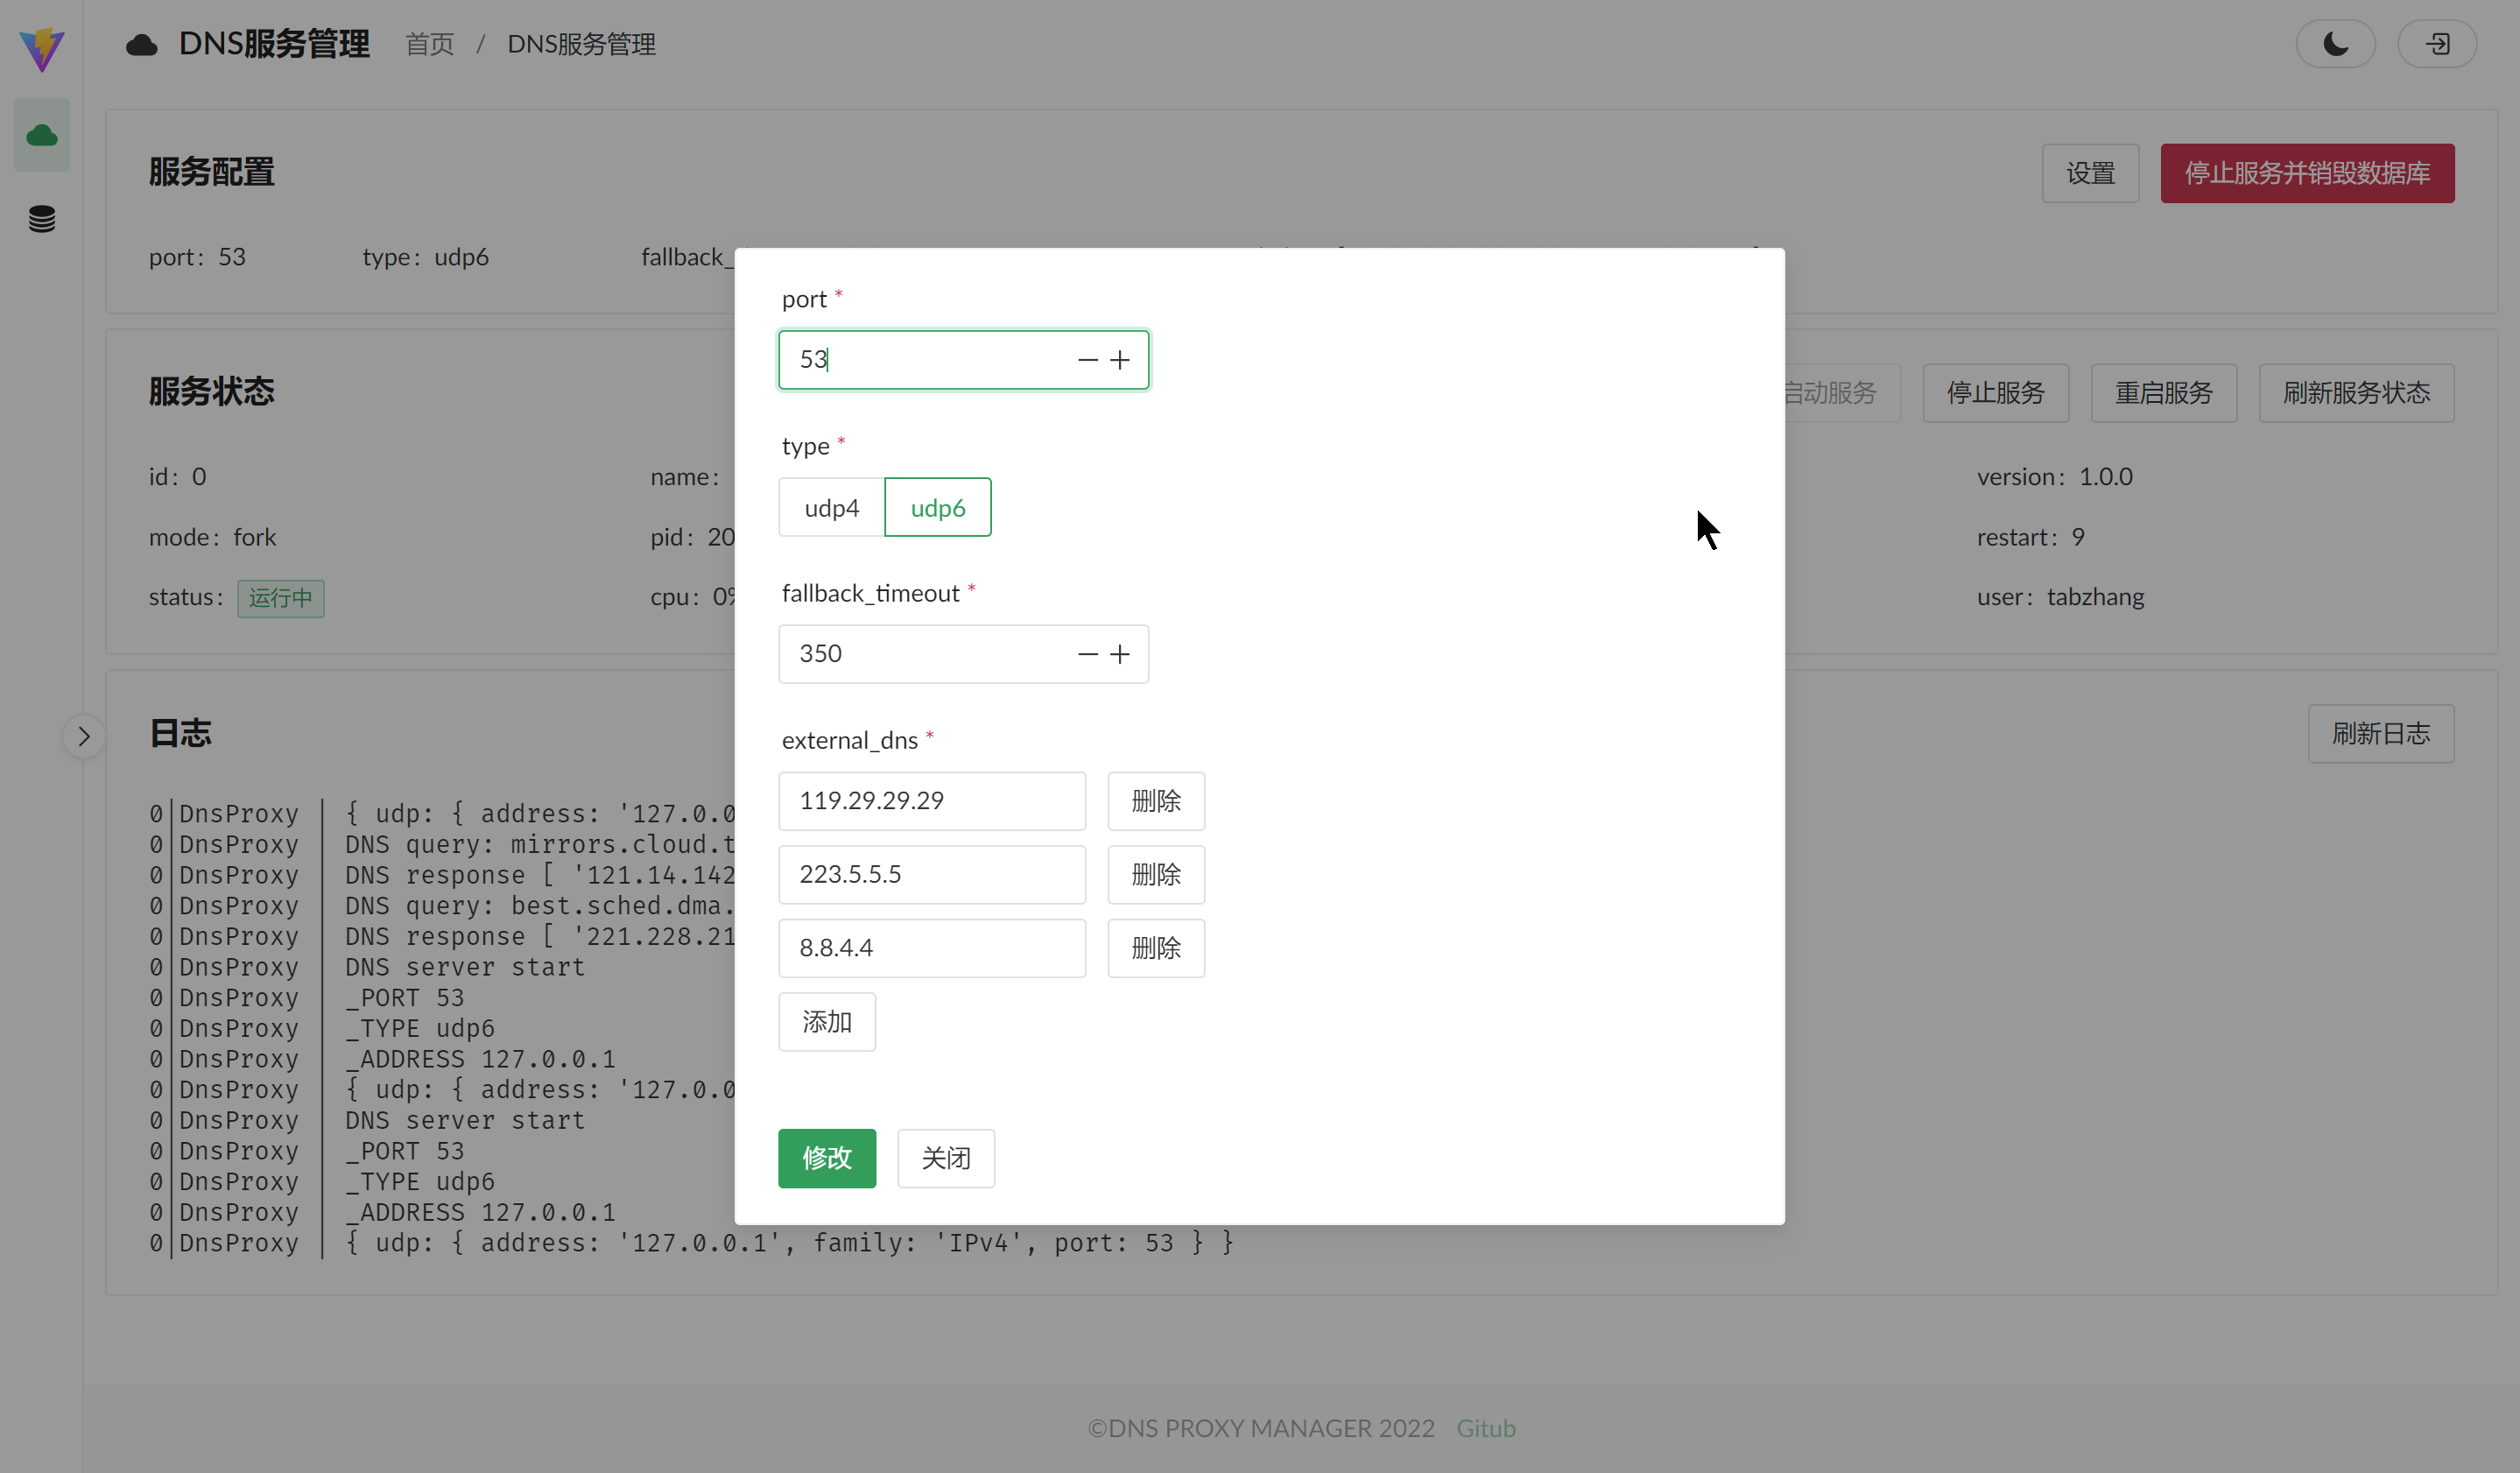 DNS服务管理 首页 / DNS服务管理
服务配置 设置 停止服务并销毁数据库
port: 53 type: udp6 fallback_
服务状态 启动服务 停止服务 重启服务 刷新服务状态
id: 0 name: version: 1.0.0
mode: fork pid: 20 restart: 9
status: 运行中 cpu: 0% user: tabzhang
日志 刷新日志
0|DnsProxy | { udp: { address: '127.0.0
0|DnsProxy | DNS query: mirrors.cloud.t
0|DnsProxy | DNS response [ '121.14.142
0|DnsProxy | DNS query: best.sched.dma.
0|DnsProxy | DNS response [ '221.228.21
0|DnsProxy | DNS server start
0|DnsProxy | _PORT 53
0|DnsProxy | _TYPE udp6
0|DnsProxy | _ADDRESS 127.0.0.1
0|DnsProxy | { udp: { address: '127.0.0
0|DnsProxy | DNS server start
0|DnsProxy | _PORT 53
0|DnsProxy | _TYPE udp6
0|DnsProxy | _ADDRESS 127.0.0.1
0|DnsProxy | { udp: { address: '127.0.0.1', family: 'IPv4', port: 53 } }
port *
53
type *
udp4 udp6
fallback_timeout *
350
external_dns *
119.29.29.29 删除
223.5.5.5 删除
8.8.4.4 删除
添加
修改 关闭
©DNS PROXY MANAGER 2022 Gitub